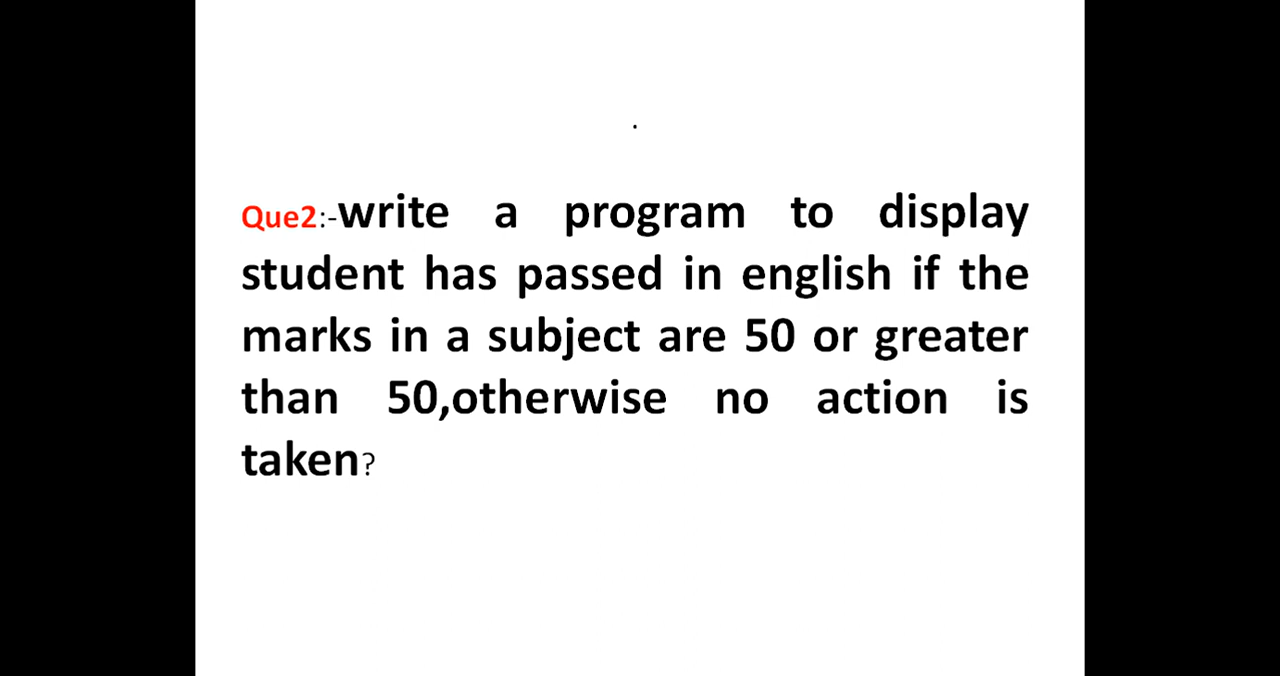 Que2:-write a program to display
student has passed in english if the
marks in a subject are 50 or greater
than 50,otherwise no action is
taken?